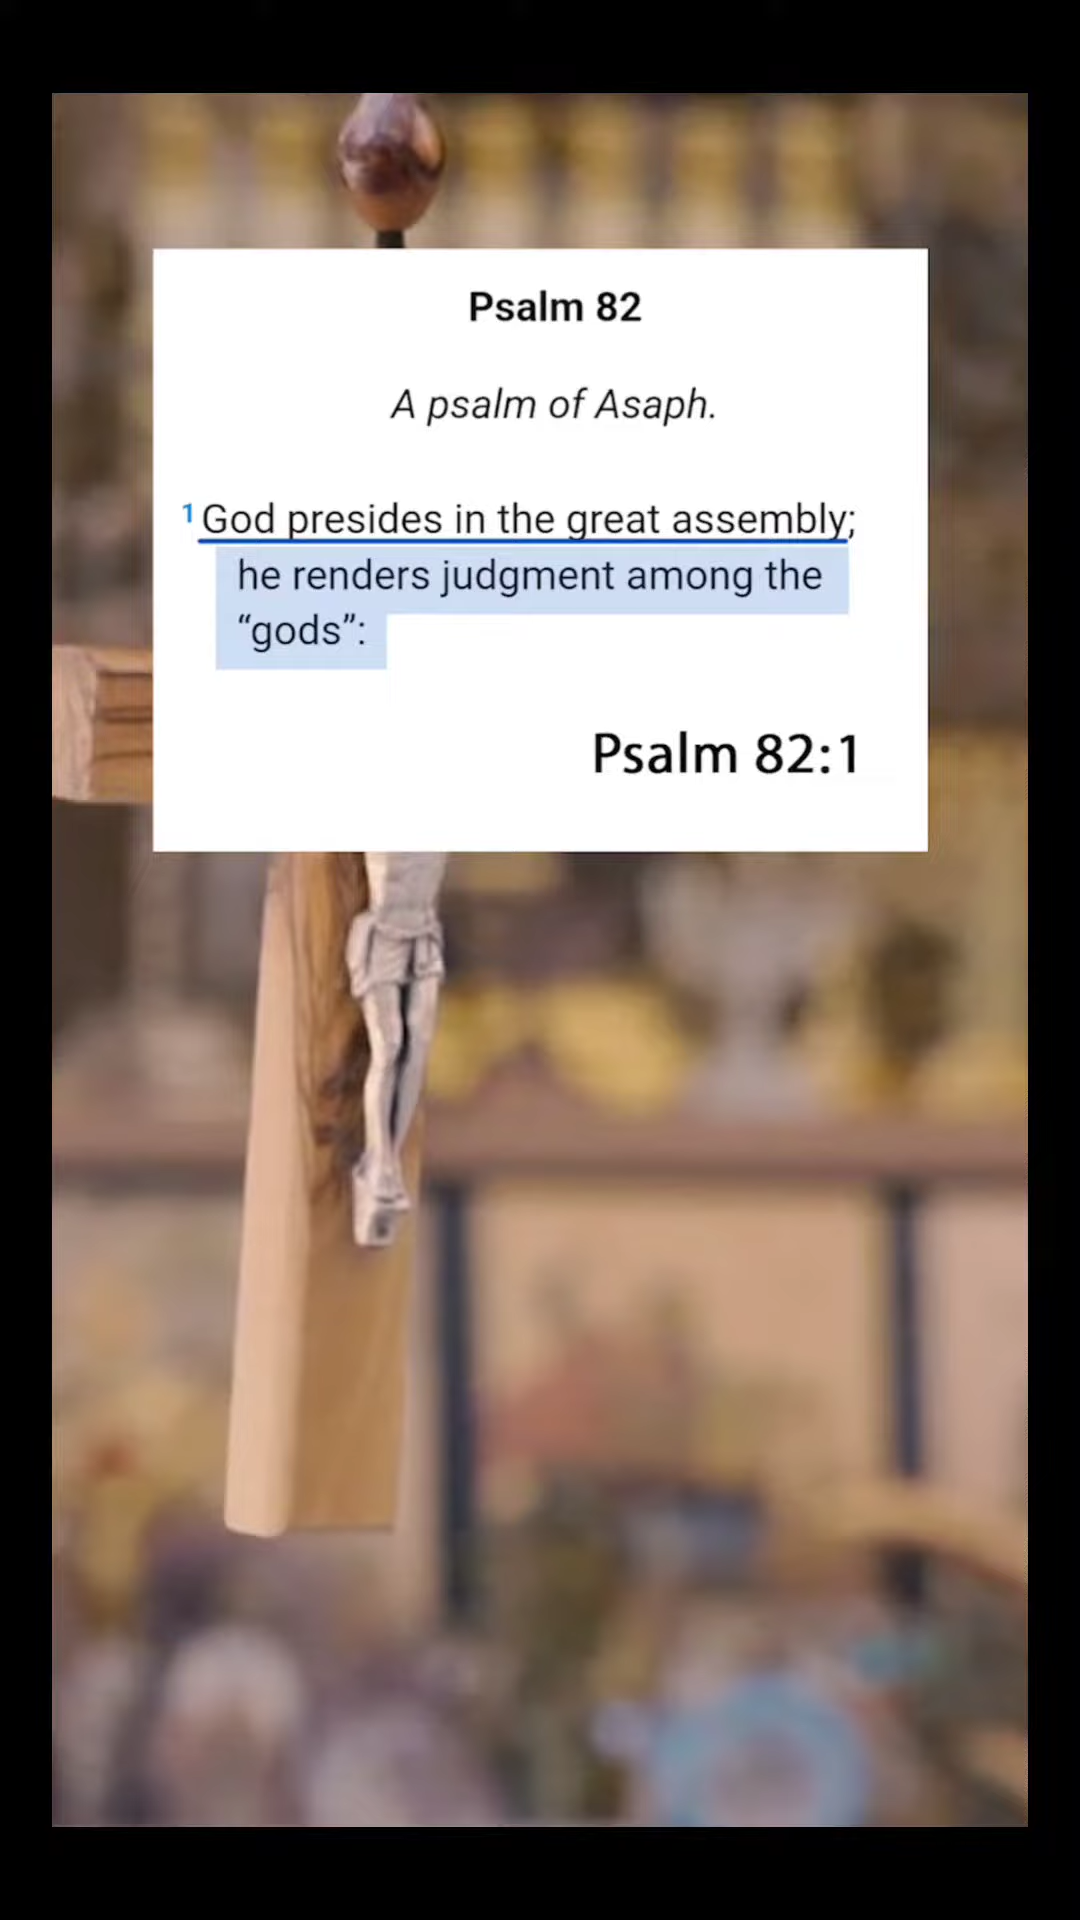 Psalm 82
A psalm of Asaph.
1 God presides in the great assembly;
he renders judgment among the
“gods”:
Psalm 82:1